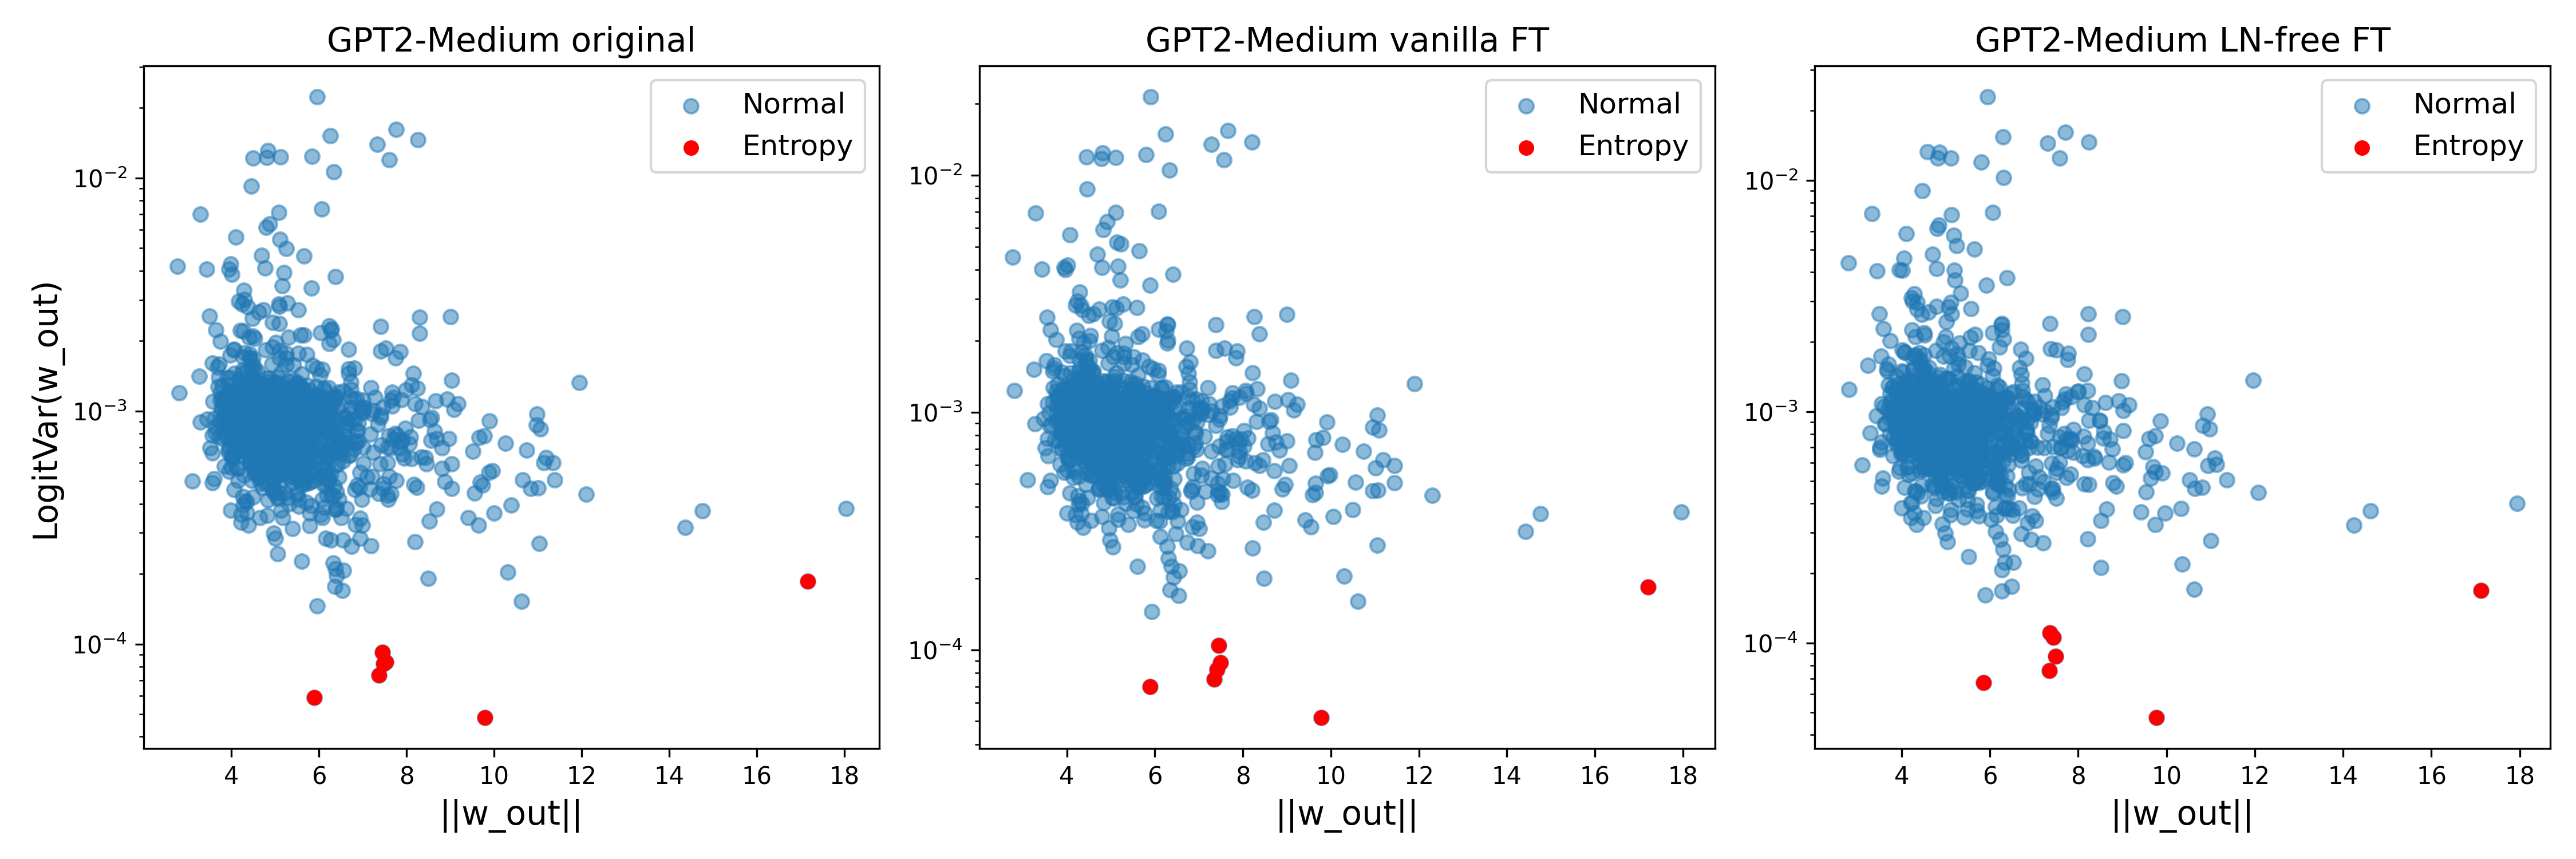 GPT2-Medium original
Normal
Entropy
LogitVar(w_out)
10⁻²
10⁻³
10⁻⁴
4 6 8 10 12 14 16 18
||w_out||
GPT2-Medium vanilla FT
Normal
Entropy
10⁻²
10⁻³
10⁻⁴
4 6 8 10 12 14 16 18
||w_out||
GPT2-Medium LN-free FT
Normal
Entropy
10⁻²
10⁻³
10⁻⁴
4 6 8 10 12 14 16 18
||w_out||